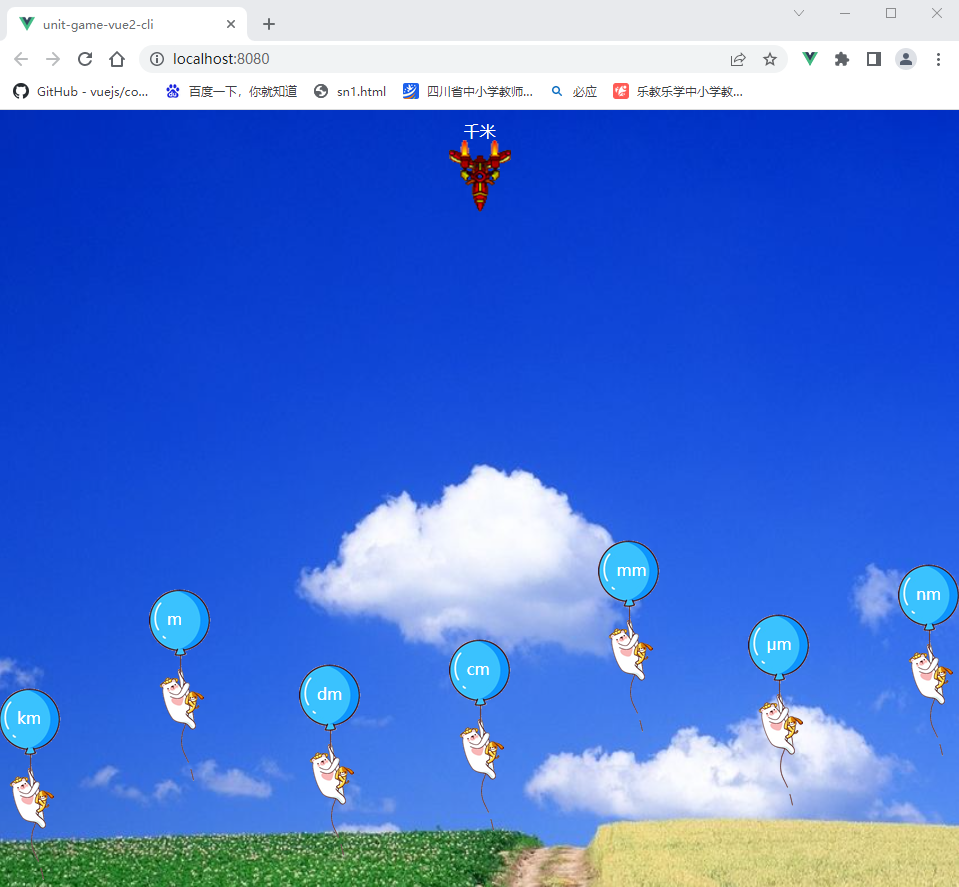 unit-game-vue2-cli
localhost:8080
GitHub - vuejs/co... 百度一下，你就知道 sn1.html 四川省中小学教师... 必应 乐教乐学中小学教...
千米
mm
nm
m
μm
cm
dm
km